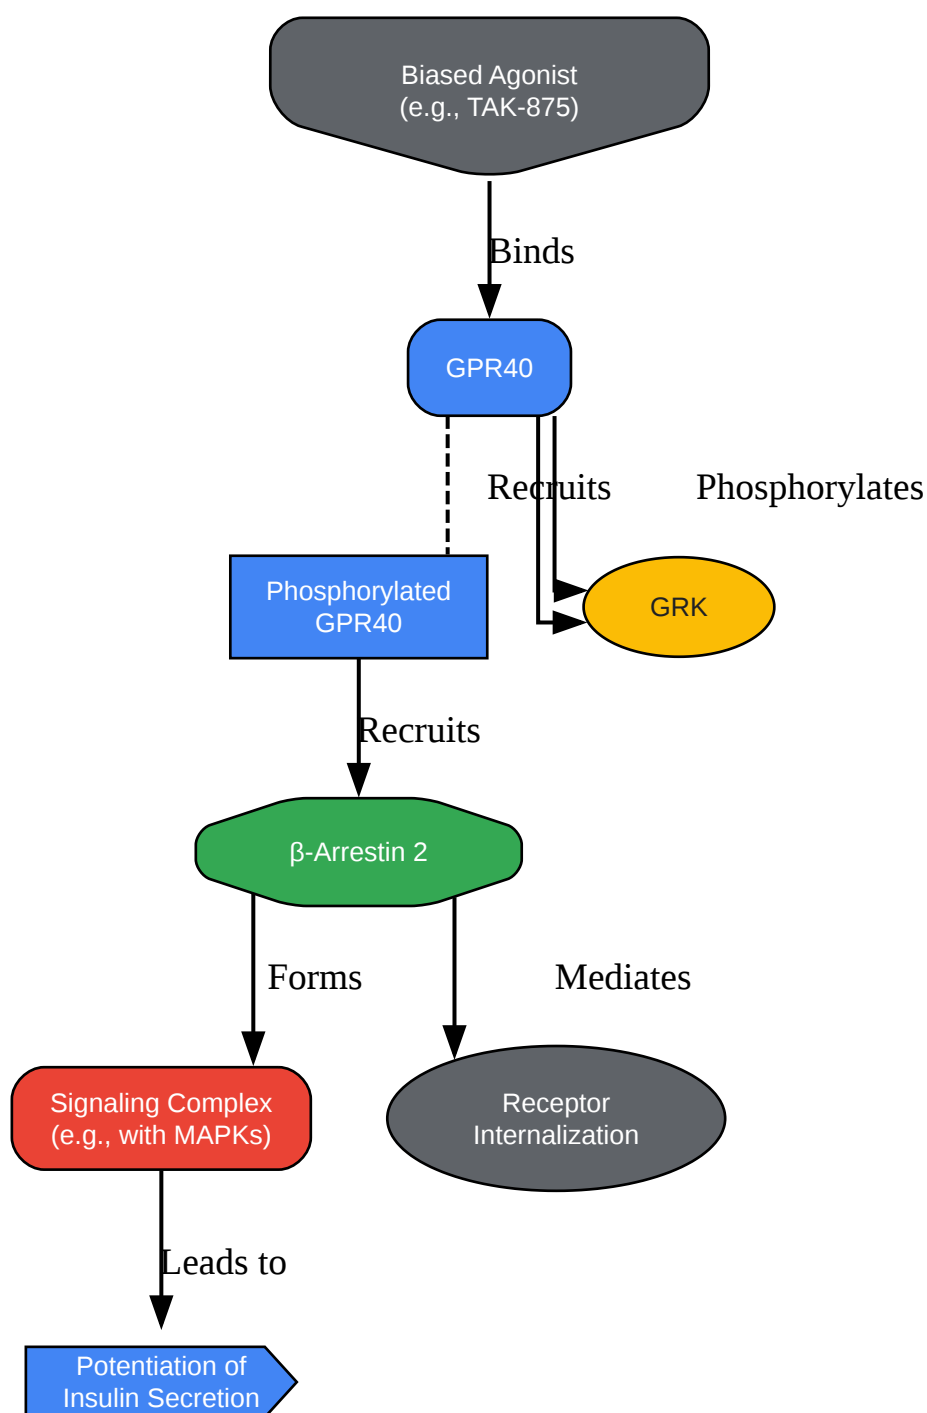 Biased Agonist
(e.g., TAK-875)
Binds
GPR40
Recruits
Phosphorylates
Phosphorylated
GPR40
GRK
Recruits
β-Arrestin 2
Forms
Mediates
Signaling Complex
(e.g., with MAPKs)
Receptor
Internalization
Leads to
Potentiation of
Insulin Secretion